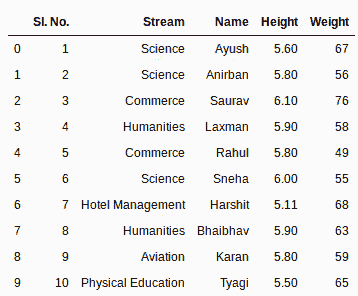 Sl. No. Stream Name Height Weight
0 1 Science Ayush 5.60 67
1 2 Science Anirban 5.80 56
2 3 Commerce Saurav 6.10 76
3 4 Humanities Laxman 5.90 58
4 5 Commerce Rahul 5.80 49
5 6 Science Sneha 6.00 55
6 7 Hotel Management Harshit 5.11 68
7 8 Humanities Bhaibhav 5.90 63
8 9 Aviation Karan 5.80 59
9 10 Physical Education Tyagi 5.50 65